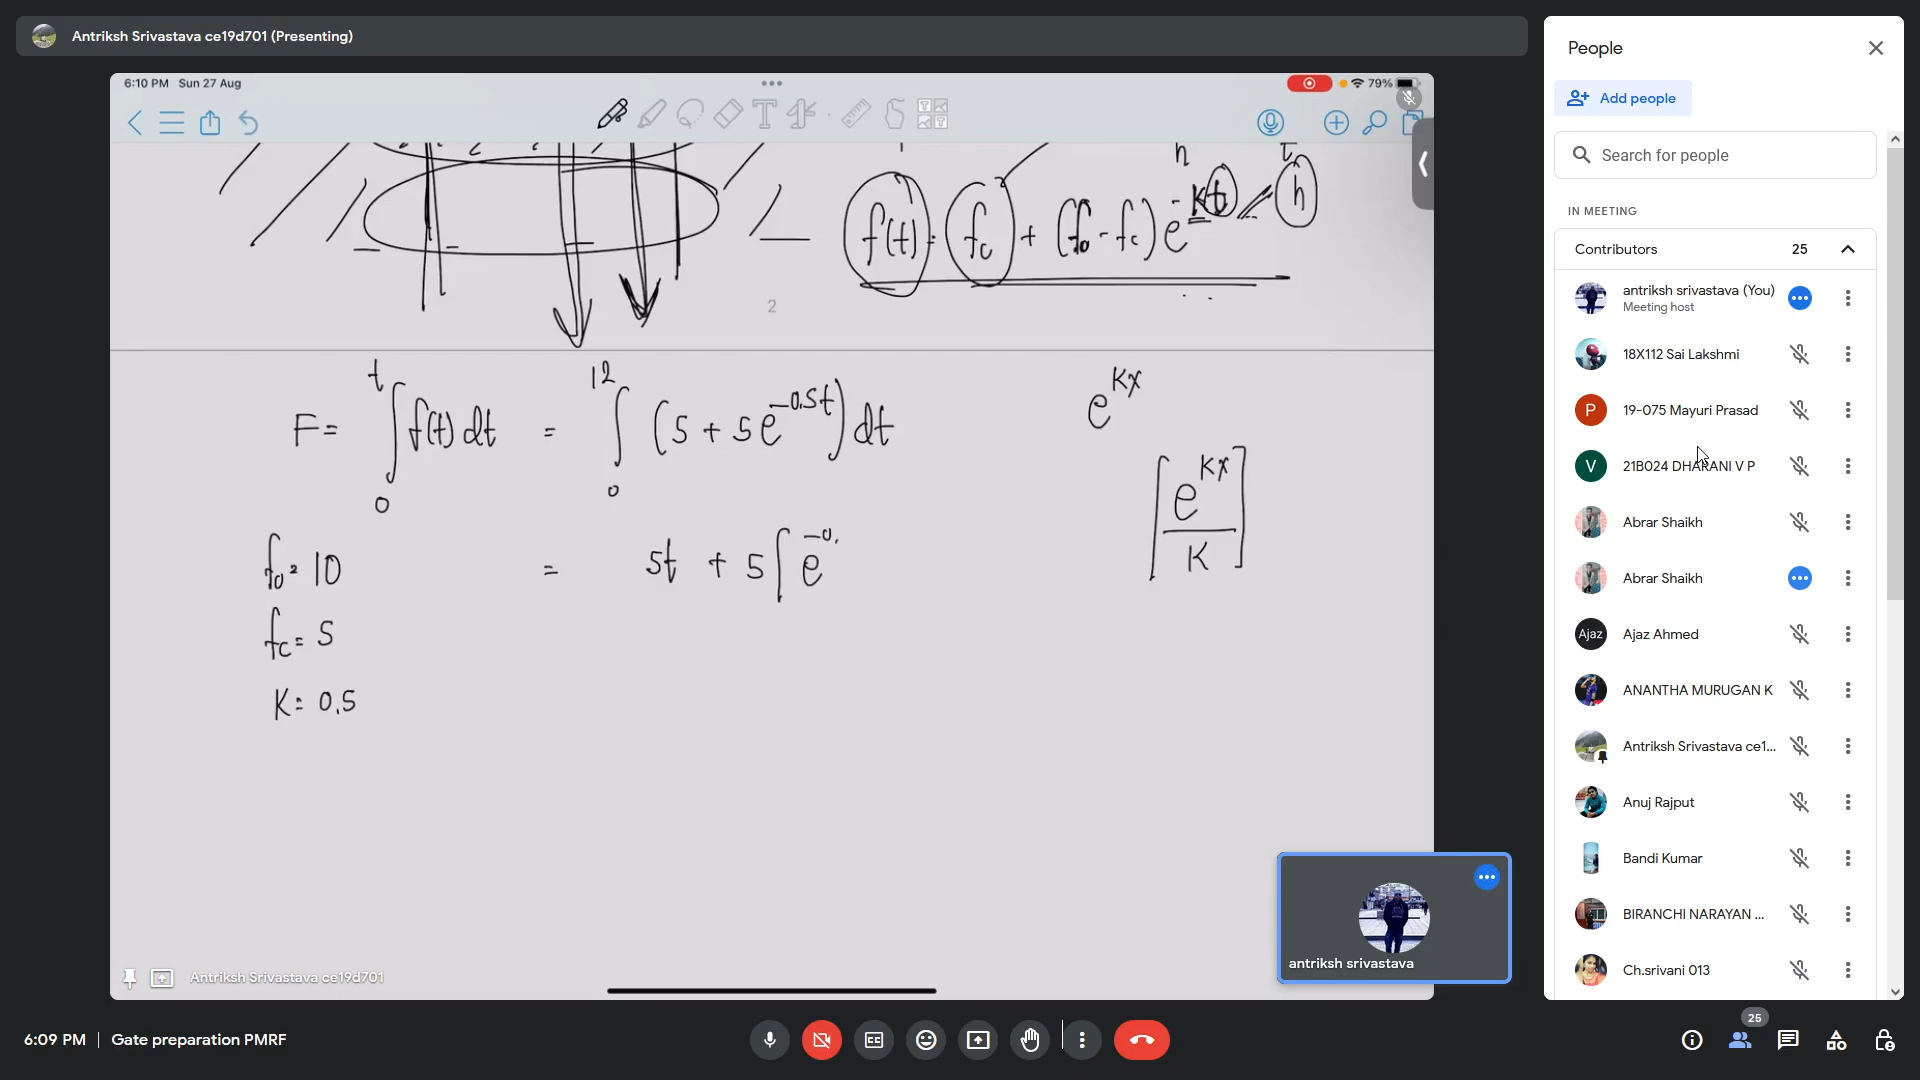 Antriksh Srivastava ce19d701 (Presenting)
6:10 PM Sun 27 Aug
79%
h
f(t) = fc + (fo - fc) e^-kt
h
2
F = ∫₀ᵗ f(t) dt = ∫₀¹² (5 + 5e^-0.5t) dt
e^Kx
[e^Kx / K]
fo = 10 = 5t + 5∫e^-0.
fc = 5
K = 0.5
antriksh srivastava
Antriksh Srivastava ce19d701
6:09 PM | Gate preparation PMRF
People
Add people
Search for people
IN MEETING
Contributors 25
antriksh srivastava (You)
Meeting host
18X112 Sai Lakshmi
P 19-075 Mayuri Prasad
V 21B024 DHARANI V P
Abrar Shaikh
Abrar Shaikh
Ajaz Ajaz Ahmed
ANANTHA MURUGAN K
Antriksh Srivastava ce1...
Anuj Rajput
Bandi Kumar
BIRANCHI NARAYAN ...
Ch.srivani 013
25